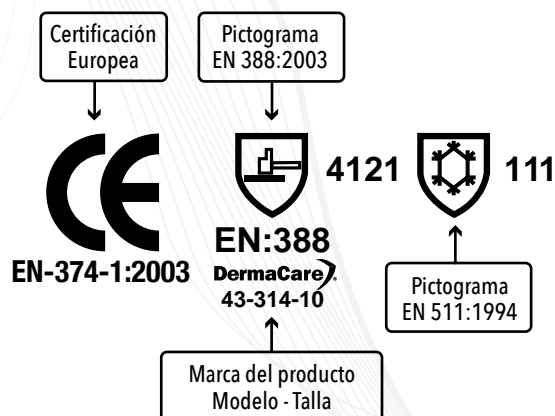 Certificación
Europea
Pictograma
EN 388:2003
CE
4121
111
EN:388
EN-374-1:2003
DermaCare
43-314-10
Pictograma
EN 511:1994
Marca del producto
Modelo - Talla